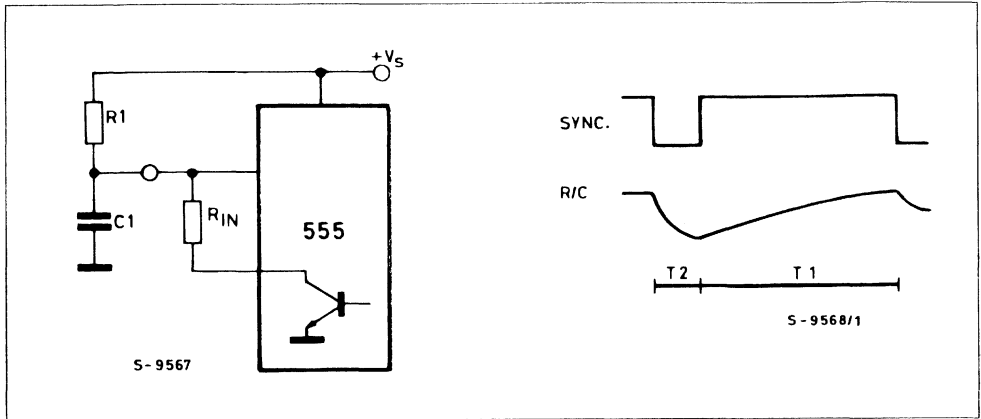 +VS
R1
C1
RIN
555
S-9567
SYNC.
R/C
T2
T1
S-9568/1